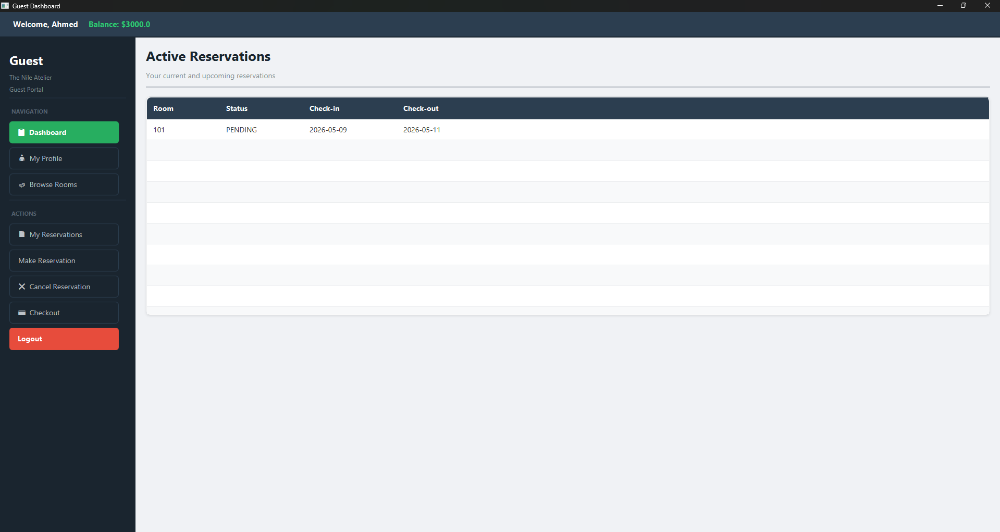 Guest Dashboard
Welcome, Ahmed Balance: $3000.0
Guest
The Nile Atelier
Guest Portal
NAVIGATION
Dashboard
My Profile
Browse Rooms
ACTIONS
My Reservations
Make Reservation
Cancel Reservation
Checkout
Logout
Active Reservations
Your current and upcoming reservations
Room Status Check-in Check-out
101 PENDING 2026-05-09 2026-05-11